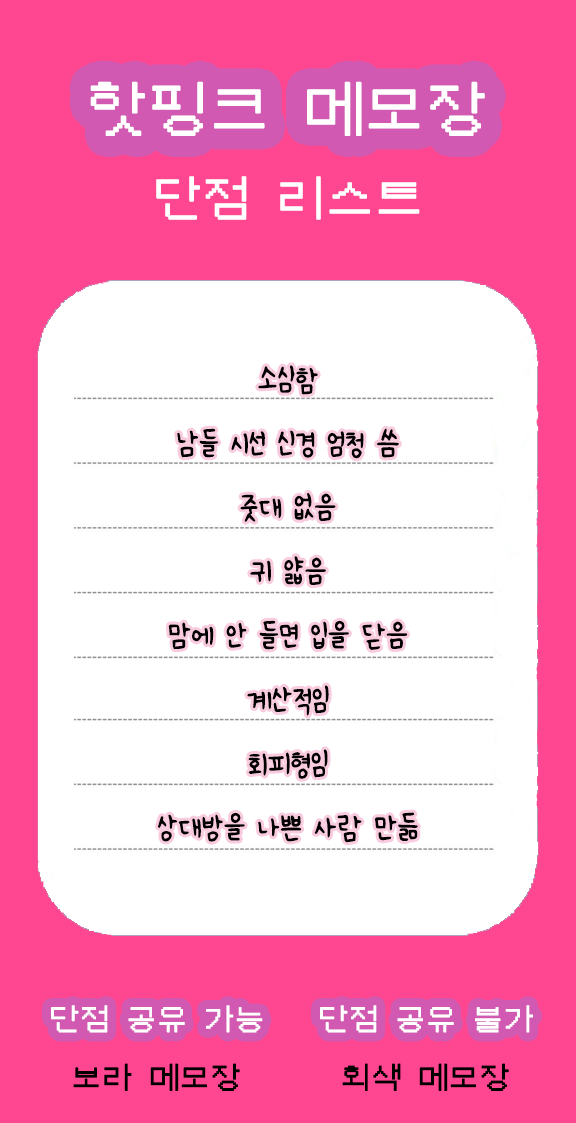 핫핑크 메모장
단점 리스트
소심함
남들 시선 신경 엄청 씀
줏대 없음
귀 얇음
맘에 안 들면 입을 닫음
계산적임
회피형임
상대방을 나쁜 사람 만듦
단점 공유 가능 단점 공유 불가
보라 메모장 회색 메모장